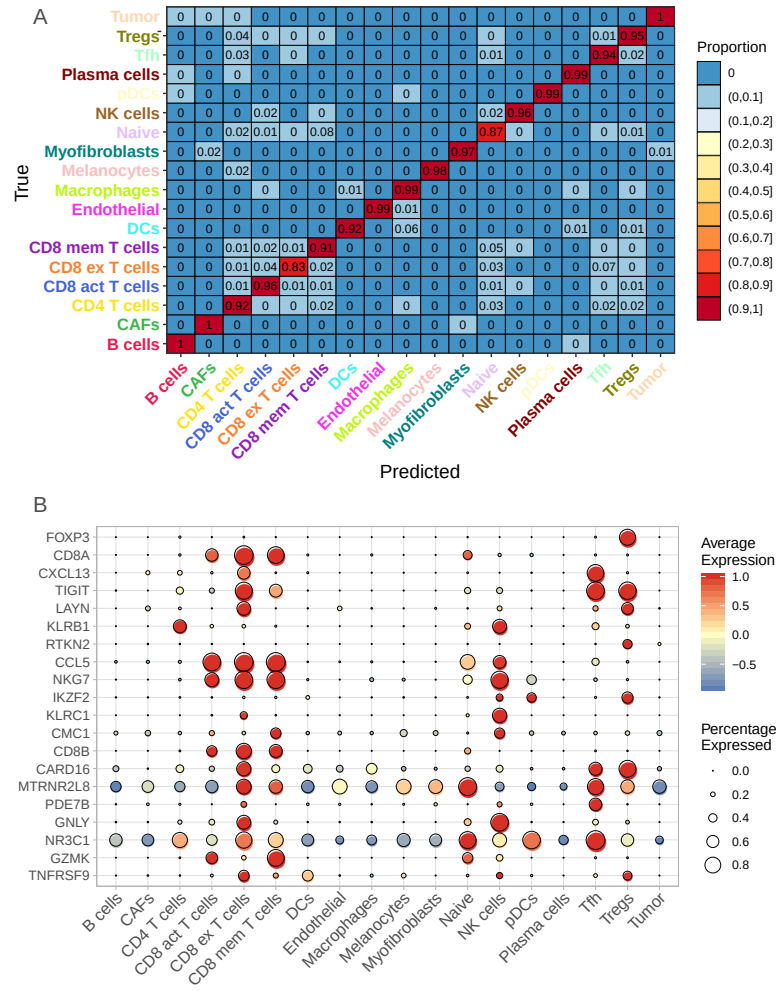 A
Tumor 0 0 0 0 0 0 0 0 0 0 0 0 0 0 0 0 0 1
Tregs 0 0 0.04 0 0 0 0 0 0 0 0 0 0 0 0 0.01 0.95 0
Tfh 0 0 0.03 0 0 0 0 0 0 0 0 0.01 0 0 0 0.94 0.02 0
Plasma cells 0 0 0 0 0 0 0 0 0 0 0 0 0 0 0.99 0 0 0
pDCs 0 0 0 0 0 0 0 0 0 0 0 0 0 0.99 0 0 0 0
NK cells 0 0 0 0.02 0 0 0 0 0 0 0 0.02 0.96 0 0 0 0 0
Naive 0 0 0.02 0.01 0 0.08 0 0 0 0 0 0.87 0 0 0 0 0.01 0
Myofibroblasts 0 0.02 0 0 0 0 0 0 0 0 0.97 0 0 0 0 0 0 0.01
Melanocytes 0 0 0.02 0 0 0 0 0 0 0.98 0 0 0 0 0 0 0 0
Macrophages 0 0 0 0 0 0 0.01 0 0.99 0 0 0 0 0 0 0 0 0
Endothelial 0 0 0 0 0 0 0 0.99 0.01 0 0 0 0 0 0 0 0 0
DCs 0 0 0 0 0 0 0.92 0 0.06 0 0 0 0 0 0.01 0 0.01 0
CD8 mem T cells 0 0 0.01 0.02 0.01 0.91 0 0 0 0 0 0.05 0 0 0 0 0 0
CD8 ex T cells 0 0 0.01 0.04 0.83 0.02 0 0 0 0 0 0.03 0 0 0 0.07 0 0
CD8 act T cells 0 0 0.01 0.96 0.01 0.01 0 0 0 0 0 0.01 0 0 0 0 0.01 0
CD4 T cells 0 0 0.92 0 0 0.02 0 0 0 0 0 0.03 0 0 0 0.02 0.02 0
CAFs 0 1 0 0 0 0 0 0 0 0 0 0 0 0 0 0 0 0
B cells 1 0 0 0 0 0 0 0 0 0 0 0 0 0 0 0 0 0
True
B cells CAFs CD4 T cells CD8 act T cells CD8 ex T cells CD8 mem T cells DCs Endothelial Macrophages Melanocytes Myofibroblasts Naive NK cells pDCs Plasma cells Tfh Tregs Tumor
Predicted
Proportion
0
(0,0.1]
(0.1,0.2]
(0.2,0.3]
(0.3,0.4]
(0.4,0.5]
(0.5,0.6]
(0.6,0.7]
(0.7,0.8]
(0.8,0.9]
(0.9,1]
B
FOXP3
CD8A
CXCL13
TIGIT
LAYN
KLRB1
RTKN2
CCL5
NKG7
IKZF2
KLRC1
CMC1
CD8B
CARD16
MTRNR2L8
PDE7B
GNLY
NR3C1
GZMK
TNFRSF9
B cells CAFs CD4 T cells CD8 act T cells CD8 ex T cells CD8 mem T cells DCs Endothelial Macrophages Melanocytes Myofibroblasts Naive NK cells pDCs Plasma cells Tfh Tregs Tumor
Average
Expression
1.0
0.5
0.0
−0.5
Percentage
Expressed
0.0
0.2
0.4
0.6
0.8